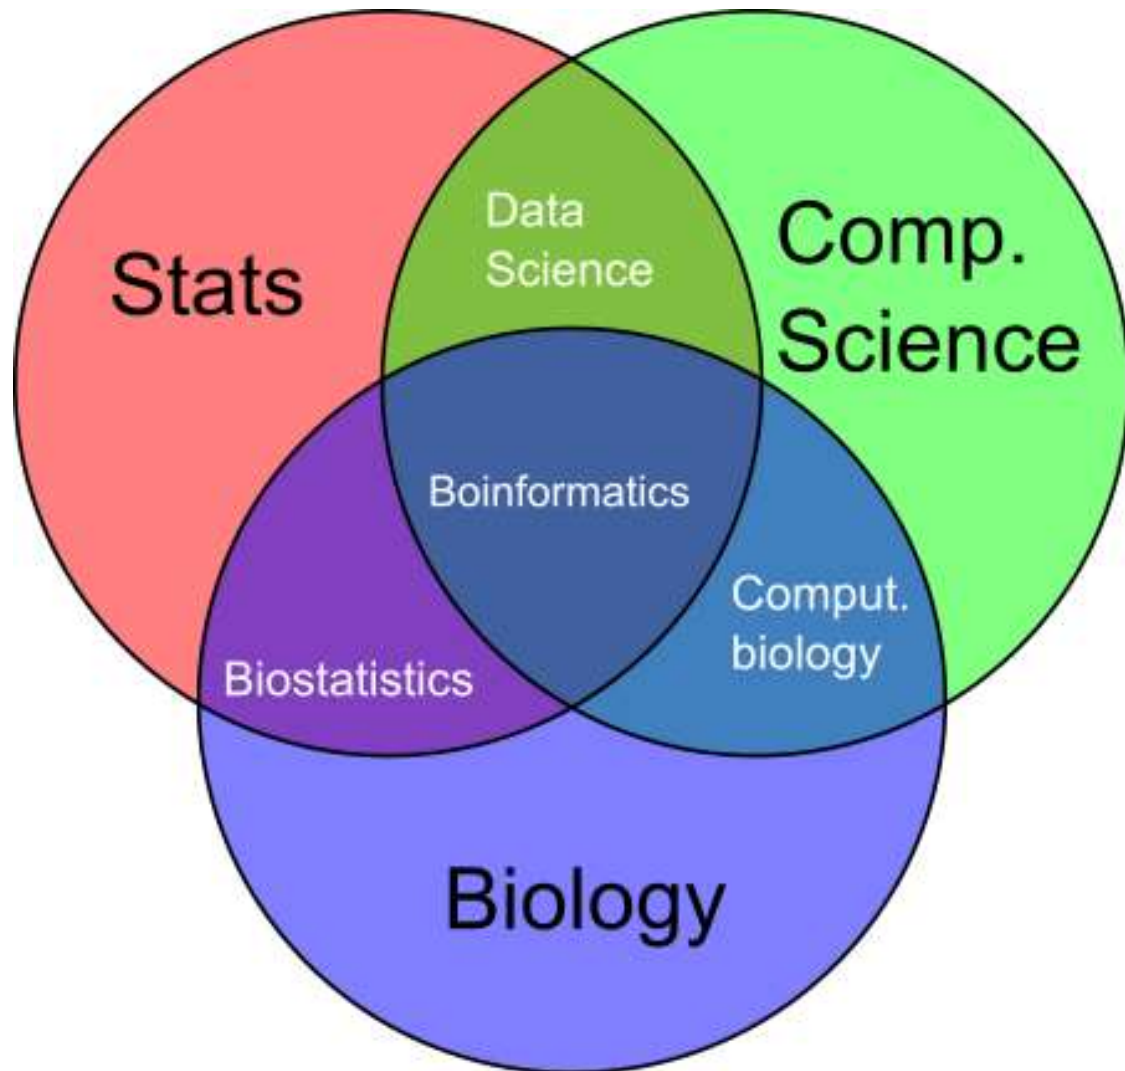 Data
Science
Stats
Comp.
Science
Boinformatics
Comput.
biology
Biostatistics
Biology